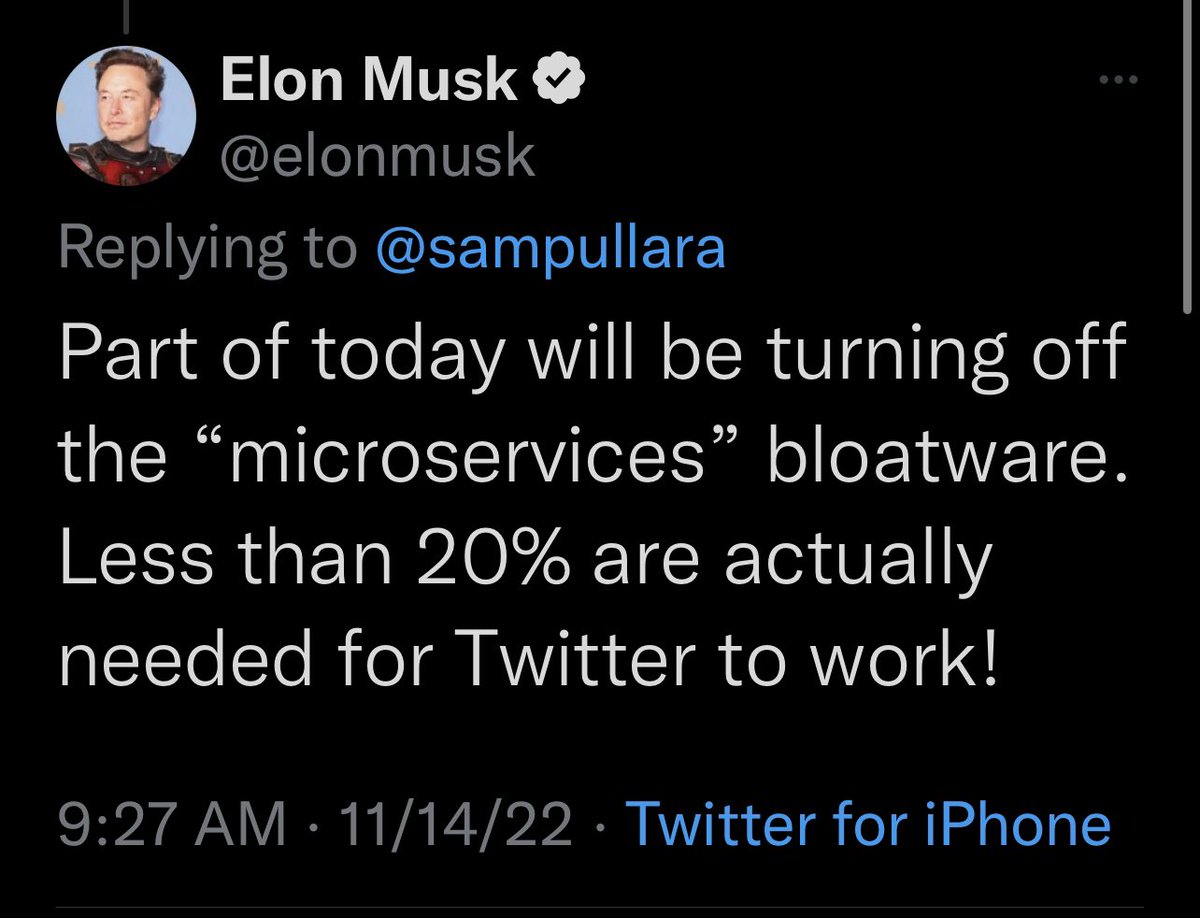 Elon Musk
@elonmusk
Replying to @sampullara
Part of today will be turning off
the “microservices” bloatware.
Less than 20% are actually
needed for Twitter to work!
9:27 AM · 11/14/22 · Twitter for iPhone